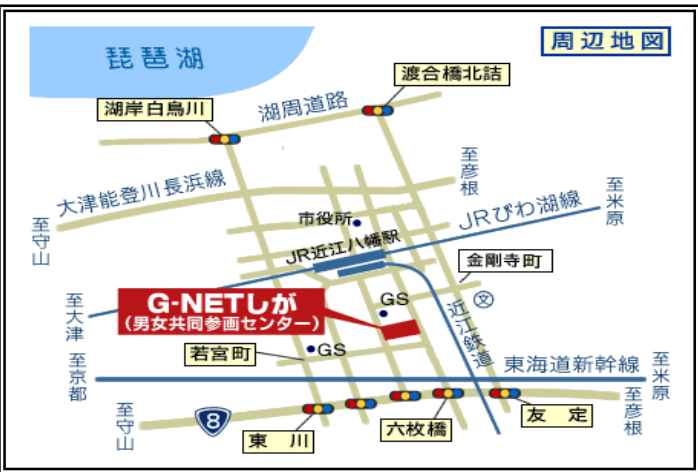 周辺地図
琵琶湖
渡合橋北詰
湖岸白鳥川
湖周道路
大津能登川長浜線
至彦根
至米原
至守山
市役所
JRびわ湖線
JR近江八幡駅
金剛寺町
至大津
G-NETしが
(男女共同参画センター)
GS
文
近江鉄道
若宮町
GS
至京都
東海道新幹線
至米原
至守山
8
東川
六枚橋
友定
至彦根